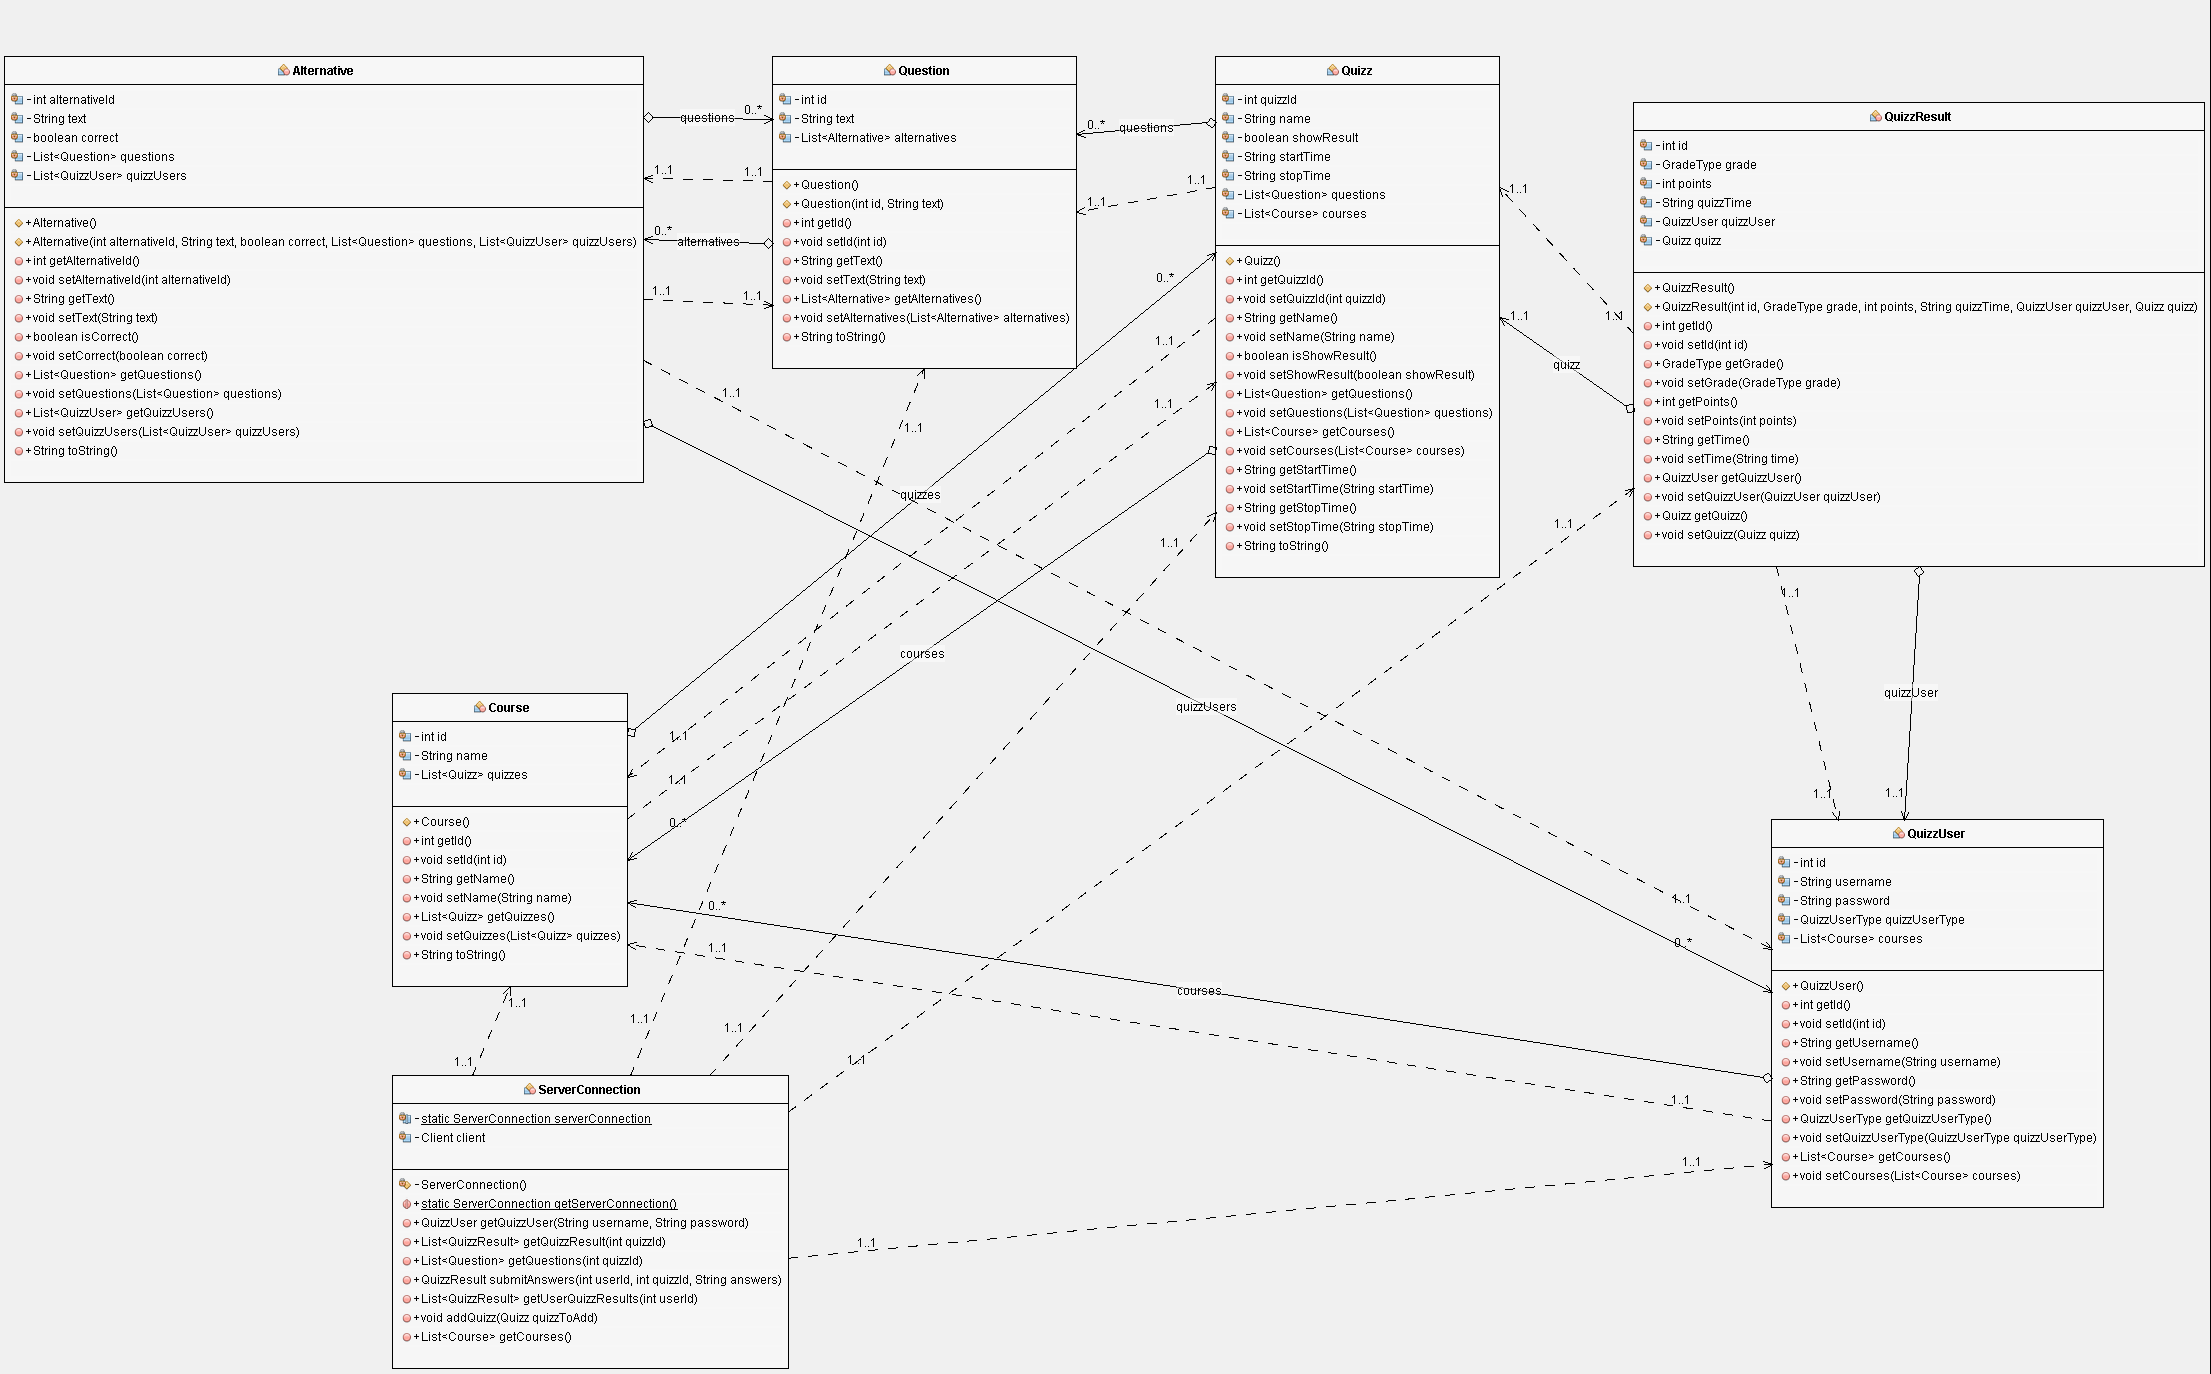 Alternative
-int alternativeId
-String text
-boolean correct
-List<Question> questions
-List<QuizzUser> quizzUsers
+Alternative()
+Alternative(int alternativeId, String text, boolean correct, List<Question> questions, List<QuizzUser> quizzUsers)
+int getAlternativeId()
+void setAlternativeId(int alternativeId)
+String getText()
+void setText(String text)
+boolean isCorrect()
+void setCorrect(boolean correct)
+List<Question> getQuestions()
+void setQuestions(List<Question> questions)
+List<QuizzUser> getQuizzUsers()
+void setQuizzUsers(List<QuizzUser> quizzUsers)
+String toString()
questions
0..*
1..1
1..1
0..*
alternatives
1..1
1..1
1..1
Question
-int id
-String text
-List<Alternative> alternatives
+Question()
+Question(int id, String text)
+int getId()
+void setId(int id)
+String getText()
+void setText(String text)
+List<Alternative> getAlternatives()
+void setAlternatives(List<Alternative> alternatives)
+String toString()
0..*
questions
1..1
1..1
0..*
1..1
1..1
1..1
1..1
Quizz
-int quizzId
-String name
-boolean showResult
-String startTime
-String stopTime
-List<Question> questions
-List<Course> courses
+Quizz()
+int getQuizzId()
+void setQuizzId(int quizzId)
+String getName()
+void setName(String name)
+boolean isShowResult()
+void setShowResult(boolean showResult)
+List<Question> getQuestions()
+void setQuestions(List<Question> questions)
+List<Course> getCourses()
+void setCourses(List<Course> courses)
+String getStartTime()
+void setStartTime(String startTime)
+String getStopTime()
+void setStopTime(String stopTime)
+String toString()
1..1
1..1
1..1
quizz
1..1
QuizzResult
-int id
-GradeType grade
-int points
-String quizzTime
-QuizzUser quizzUser
-Quizz quizz
+QuizzResult()
+QuizzResult(int id, GradeType grade, int points, String quizzTime, QuizzUser quizzUser, Quizz quizz)
+int getId()
+void setId(int id)
+GradeType getGrade()
+void setGrade(GradeType grade)
+int getPoints()
+void setPoints(int points)
+String getTime()
+void setTime(String time)
+QuizzUser getQuizzUser()
+void setQuizzUser(QuizzUser quizzUser)
+Quizz getQuizz()
+void setQuizz(Quizz quizz)
quizzes
courses
quizzUsers
1..1
quizzUser
1..1
1..1
Course
-int id
-String name
-List<Quizz> quizzes
+Course()
+int getId()
+void setId(int id)
+String getName()
+void setName(String name)
+List<Quizz> getQuizzes()
+void setQuizzes(List<Quizz> quizzes)
+String toString()
1..1
1..1
0..*
0..*
1..1
courses
1..1
0..*
1..1
QuizzUser
-int id
-String username
-String password
-QuizzUserType quizzUserType
-List<Course> courses
+QuizzUser()
+int getId()
+void setId(int id)
+String getUsername()
+void setUsername(String username)
+String getPassword()
+void setPassword(String password)
+QuizzUserType getQuizzUserType()
+void setQuizzUserType(QuizzUserType quizzUserType)
+List<Course> getCourses()
+void setCourses(List<Course> courses)
1..1
1..1
1..1
1..1
1..1
ServerConnection
-static ServerConnection serverConnection
-Client client
-ServerConnection()
+static ServerConnection getServerConnection()
+QuizzUser getQuizzUser(String username, String password)
+List<QuizzResult> getQuizzResult(int quizzId)
+List<Question> getQuestions(int quizzId)
+QuizzResult submitAnswers(int userId, int quizzId, String answers)
+List<QuizzResult> getUserQuizzResults(int userId)
+void addQuizz(Quizz quizzToAdd)
+List<Course> getCourses()
1..1
1..1